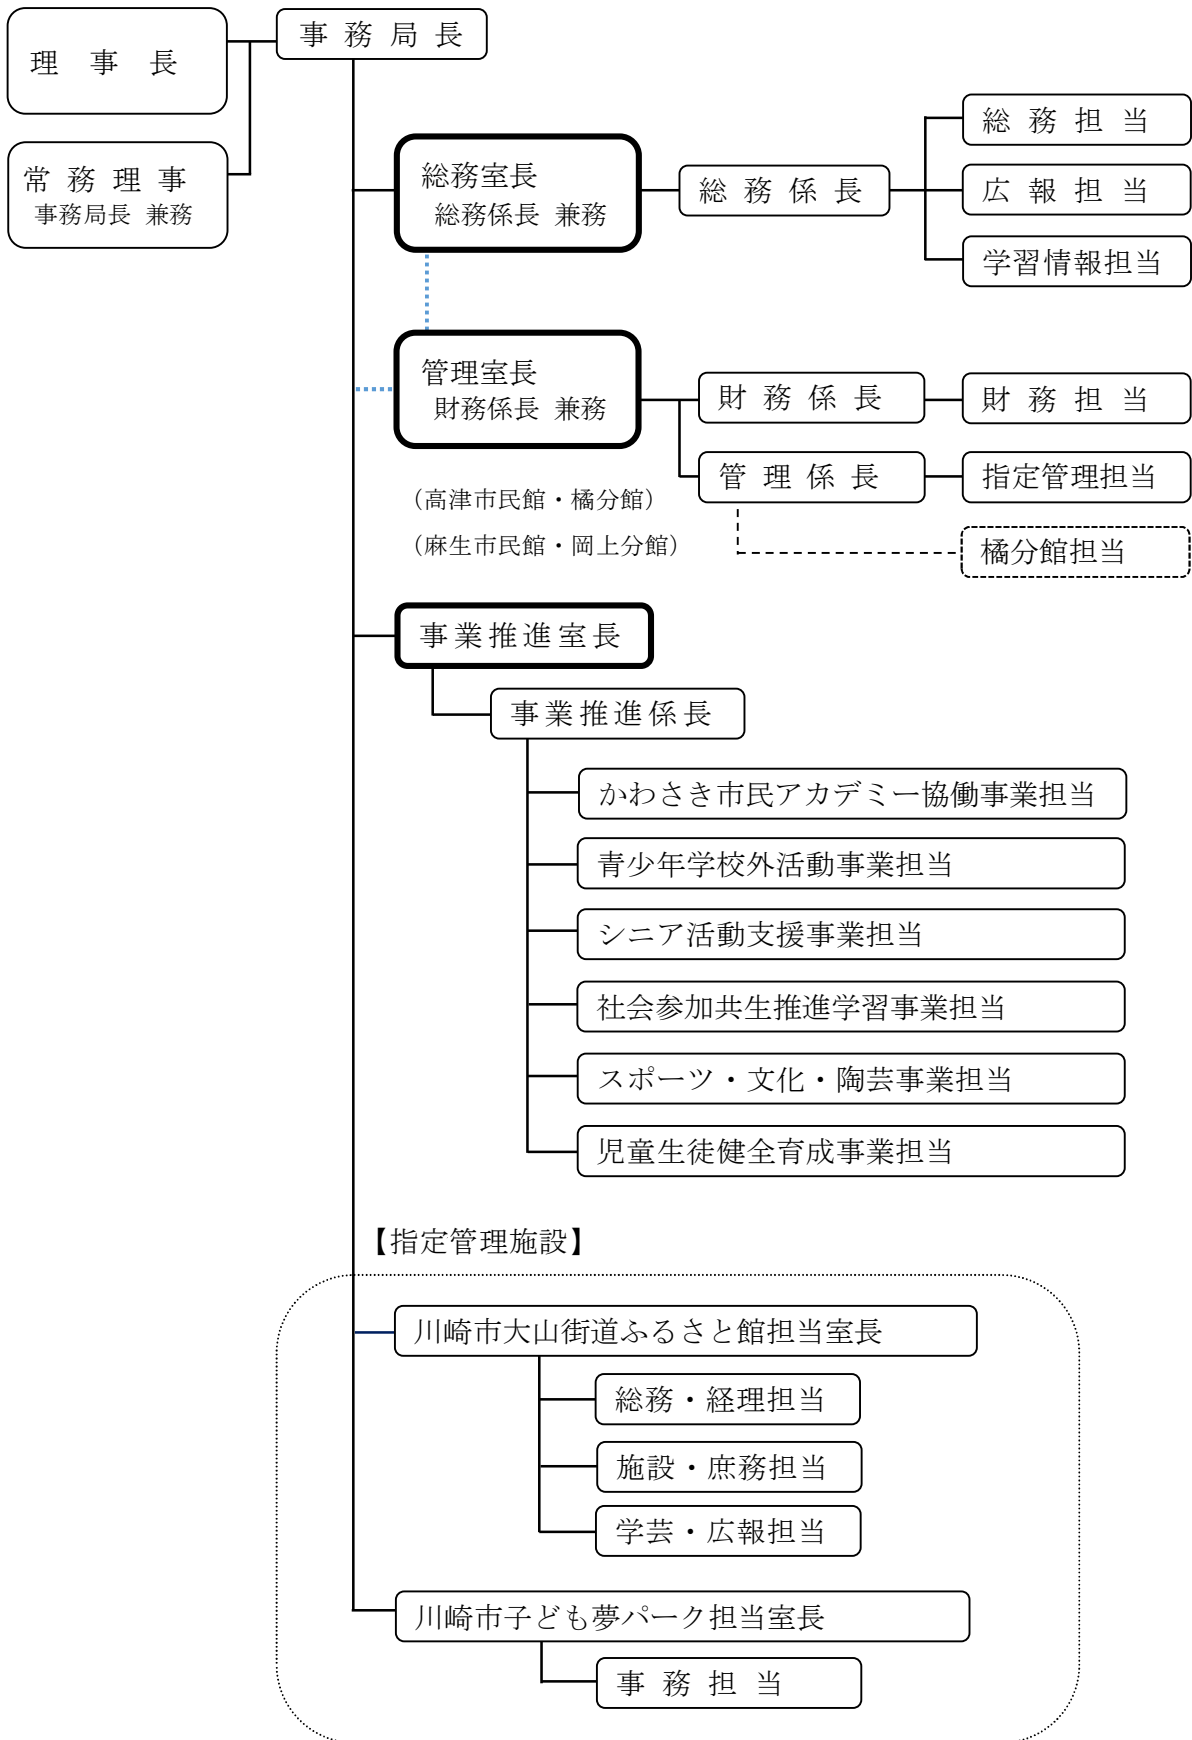 理 事 長
事 務 局 長
常 務 理 事
事務局長 兼務
総務室長
総務係長 兼務
総 務 係 長
総 務 担 当
広 報 担 当
学習情報担当
管理室長
財務係長 兼務
財 務 係 長
財 務 担 当
管 理 係 長
指定管理担当
橘分館担当
（高津市民館・橘分館）
（麻生市民館・岡上分館）
事業推進室長
事業推進係長
かわさき市民アカデミー協働事業担当
青少年学校外活動事業担当
シニア活動支援事業担当
社会参加共生推進学習事業担当
スポーツ・文化・陶芸事業担当
児童生徒健全育成事業担当
【指定管理施設】
川崎市大山街道ふるさと館担当室長
総務・経理担当
施設・庶務担当
学芸・広報担当
川崎市子ども夢パーク担当室長
事 務 担 当